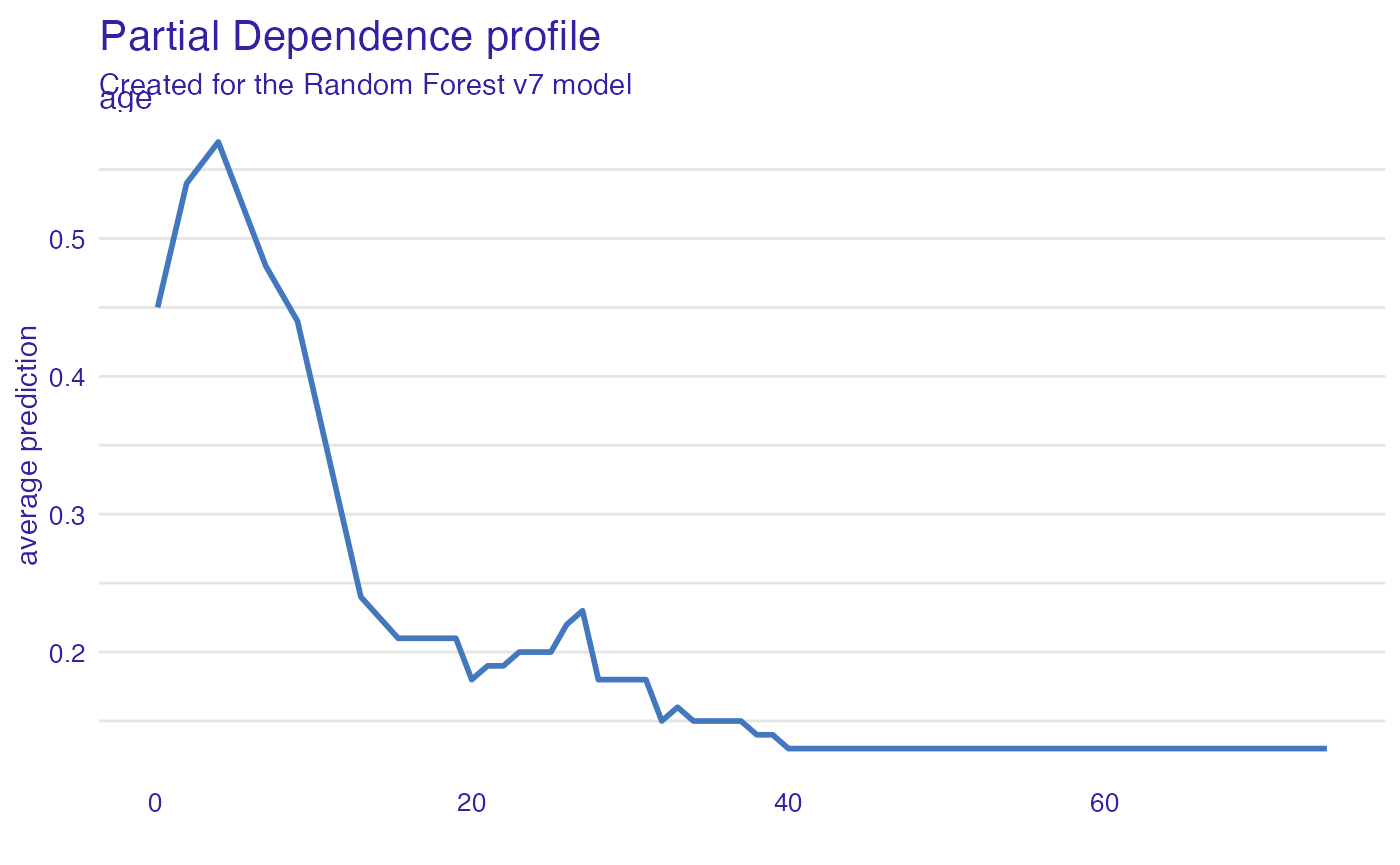 Partial Dependence profile
Created for the Random Forest v7 model
age
average prediction
0.5
0.4
0.3
0.2
0 20 40 60